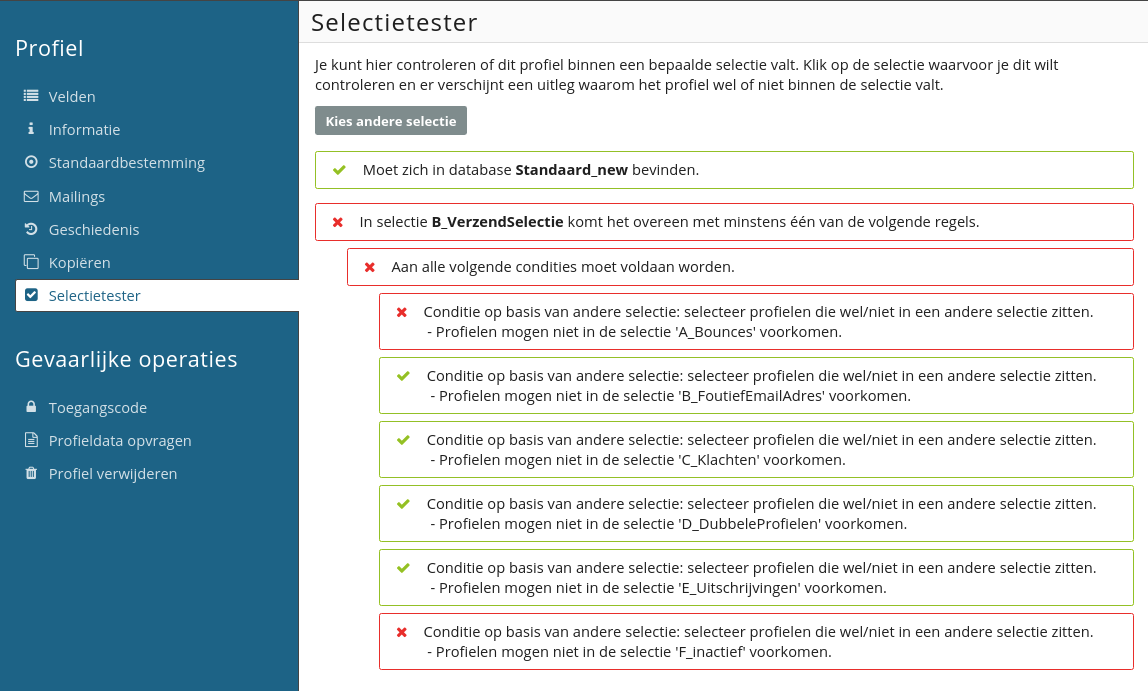 Profiel
Velden
Informatie
Standaardbestemming
Mailings
Geschiedenis
Kopiëren
Selectietester
Gevaarlijke operaties
Toegangscode
Profieldata opvragen
Profiel verwijderen
Selectietester
Je kunt hier controleren of dit profiel binnen een bepaalde selectie valt. Klik op de selectie waarvoor je dit wilt
controleren en er verschijnt een uitleg waarom het profiel wel of niet binnen de selectie valt.
Kies andere selectie
Moet zich in database Standaard_new bevinden.
In selectie B_VerzendSelectie komt het overeen met minstens één van de volgende regels.
Aan alle volgende condities moet voldaan worden.
Conditie op basis van andere selectie: selecteer profielen die wel/niet in een andere selectie zitten.
- Profielen mogen niet in de selectie 'A_Bounces' voorkomen.
Conditie op basis van andere selectie: selecteer profielen die wel/niet in een andere selectie zitten.
- Profielen mogen niet in de selectie 'B_FoutiefEmailAdres' voorkomen.
Conditie op basis van andere selectie: selecteer profielen die wel/niet in een andere selectie zitten.
- Profielen mogen niet in de selectie 'C_Klachten' voorkomen.
Conditie op basis van andere selectie: selecteer profielen die wel/niet in een andere selectie zitten.
- Profielen mogen niet in de selectie 'D_DubbeleProfielen' voorkomen.
Conditie op basis van andere selectie: selecteer profielen die wel/niet in een andere selectie zitten.
- Profielen mogen niet in de selectie 'E_Uitschrijvingen' voorkomen.
Conditie op basis van andere selectie: selecteer profielen die wel/niet in een andere selectie zitten.
- Profielen mogen niet in de selectie 'F_inactief' voorkomen.